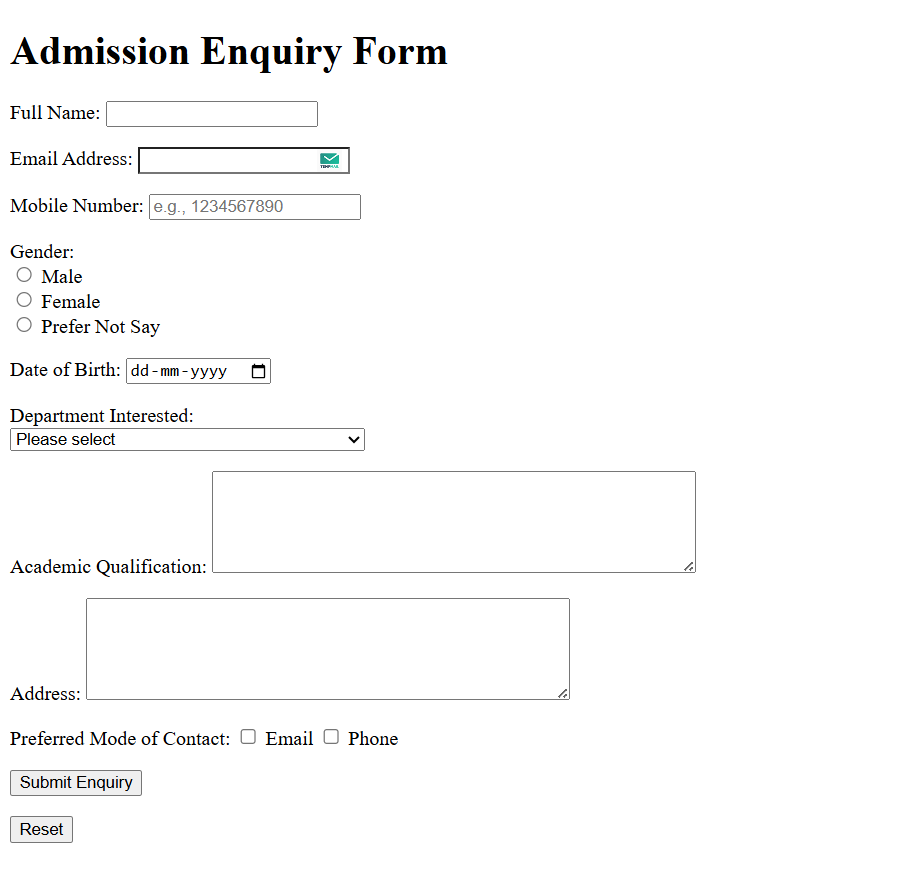 Admission Enquiry Form
Full Name:
Email Address:
Mobile Number: e.g., 1234567890
Gender:
Male
Female
Prefer Not Say
Date of Birth: dd-mm-yyyy
Department Interested:
Please select
Academic Qualification:
Address:
Preferred Mode of Contact: Email Phone
Submit Enquiry
Reset